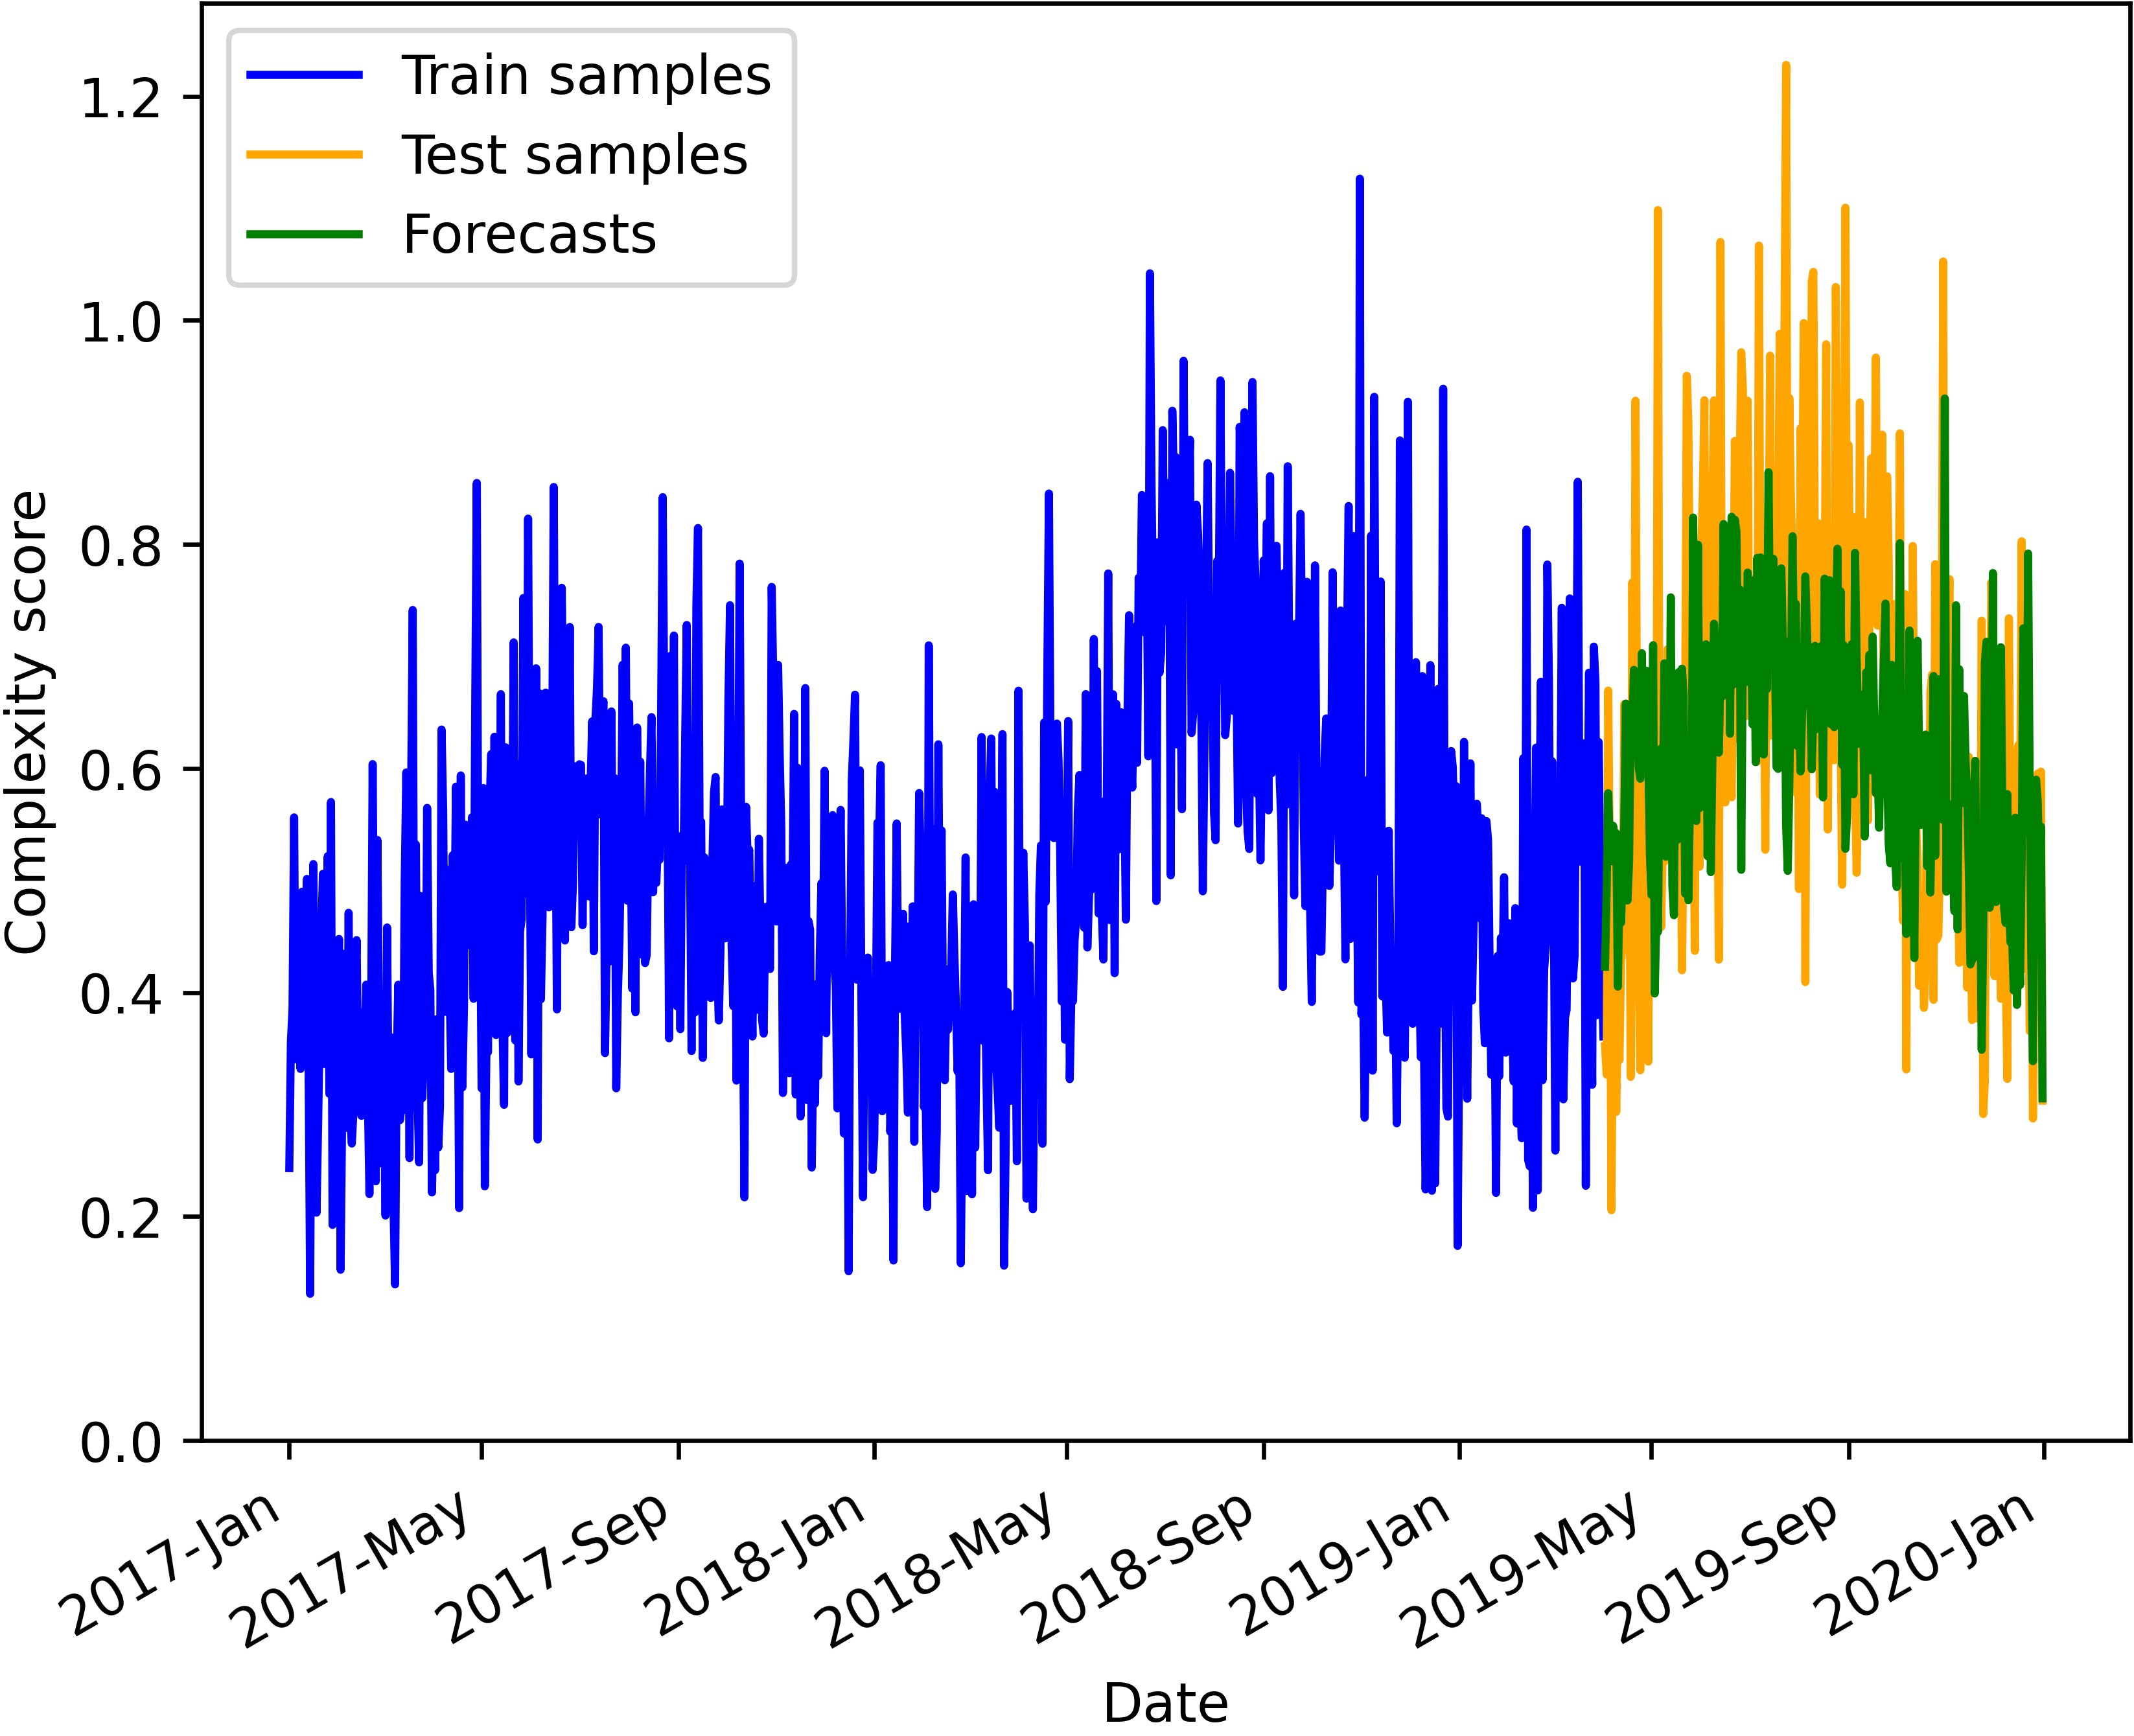 Train samples
Test samples
Forecasts
1.2
1.0
0.8
0.6
0.4
0.2
0.0
Complexity score
2017-Jan
2017-May
2017-Sep
2018-Jan
2018-May
2018-Sep
2019-Jan
2019-May
2019-Sep
2020-Jan
Date